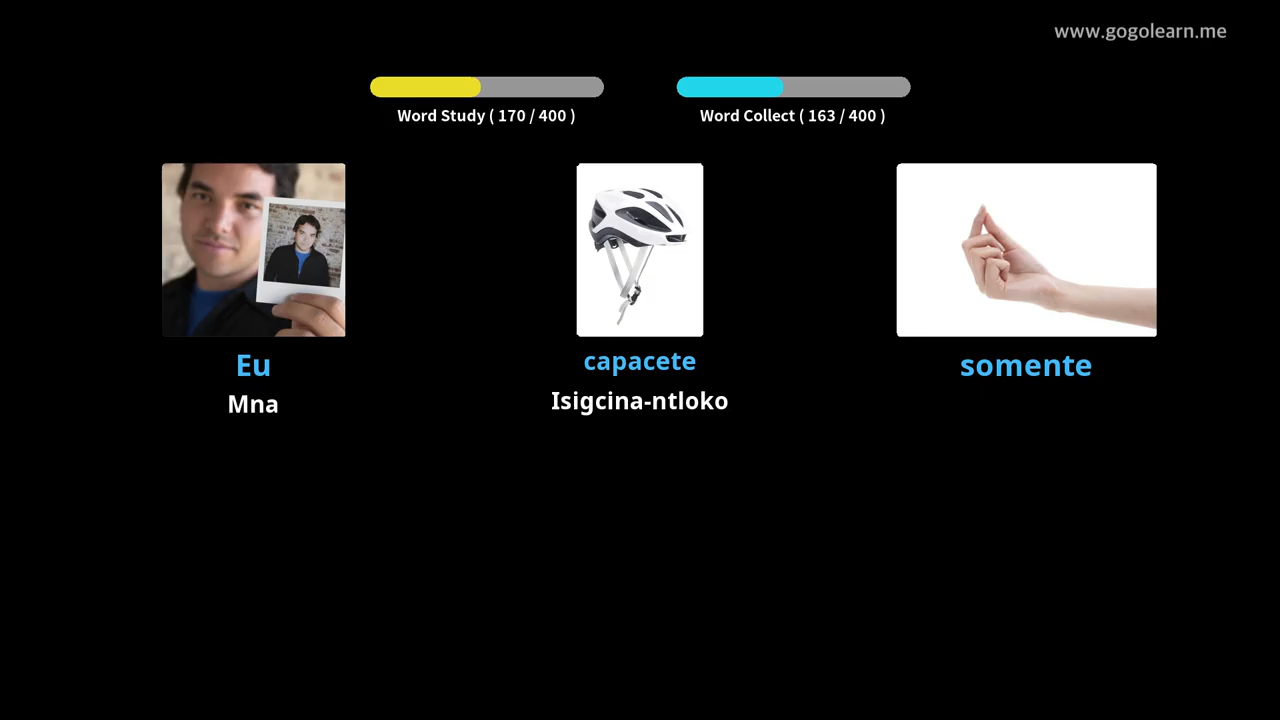 www.gogolearn.me
Word Study ( 170 / 400 )
Word Collect ( 163 / 400 )
Eu
Mna
capacete
Isigcina-ntloko
somente